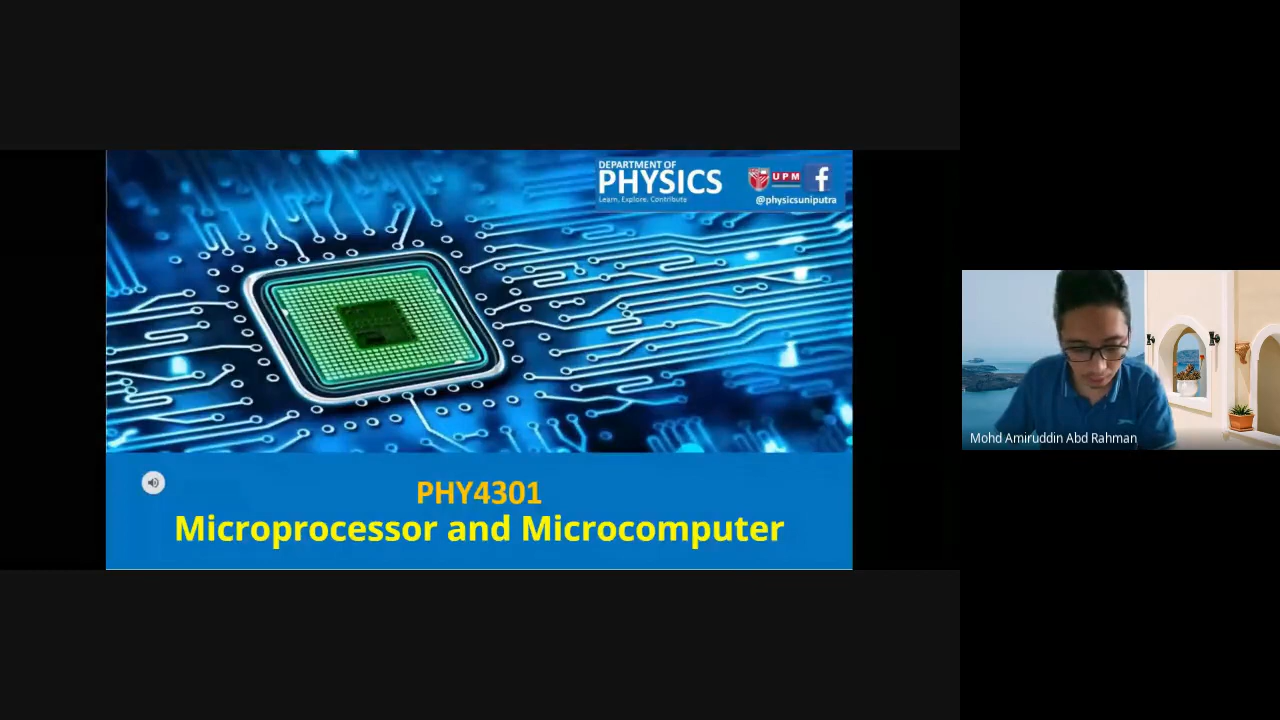 DEPARTMENT OF
PHYSICS
Learn, Explore, Contribute
UPM
@physicsuniputra
PHY4301
Microprocessor and Microcomputer
Mohd Amiruddin Abd Rahman